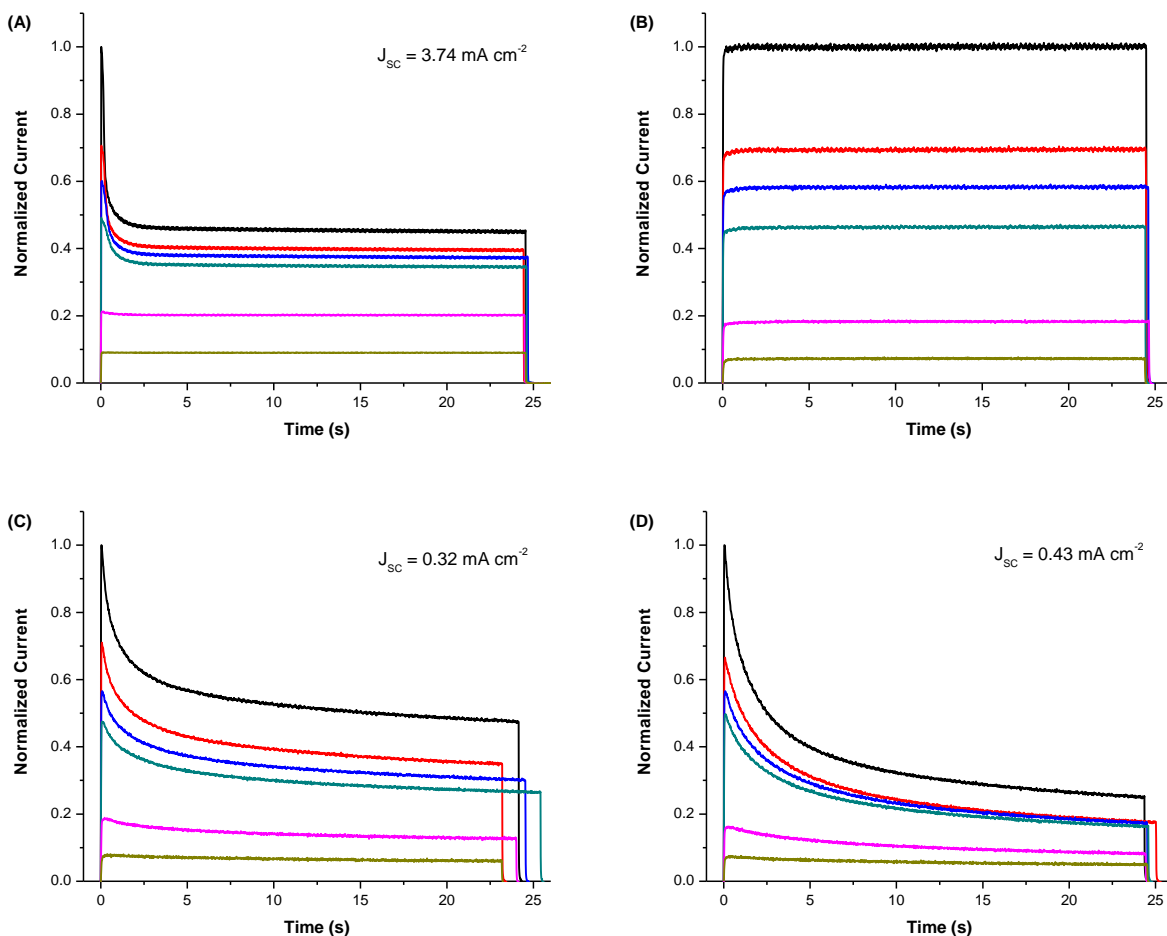 (A)
J_SC = 3.74 mA cm⁻²
Normalized Current
1.0
0.8
0.6
0.4
0.2
0.0
0 5 10 15 20 25
Time (s)
(B)
Normalized Current
1.0
0.8
0.6
0.4
0.2
0.0
0 5 10 15 20 25
Time (s)
(C)
J_SC = 0.32 mA cm⁻²
Normalized Current
1.0
0.8
0.6
0.4
0.2
0.0
0 5 10 15 20 25
Time (s)
(D)
J_SC = 0.43 mA cm⁻²
Normalized Current
1.0
0.8
0.6
0.4
0.2
0.0
0 5 10 15 20 25
Time (s)